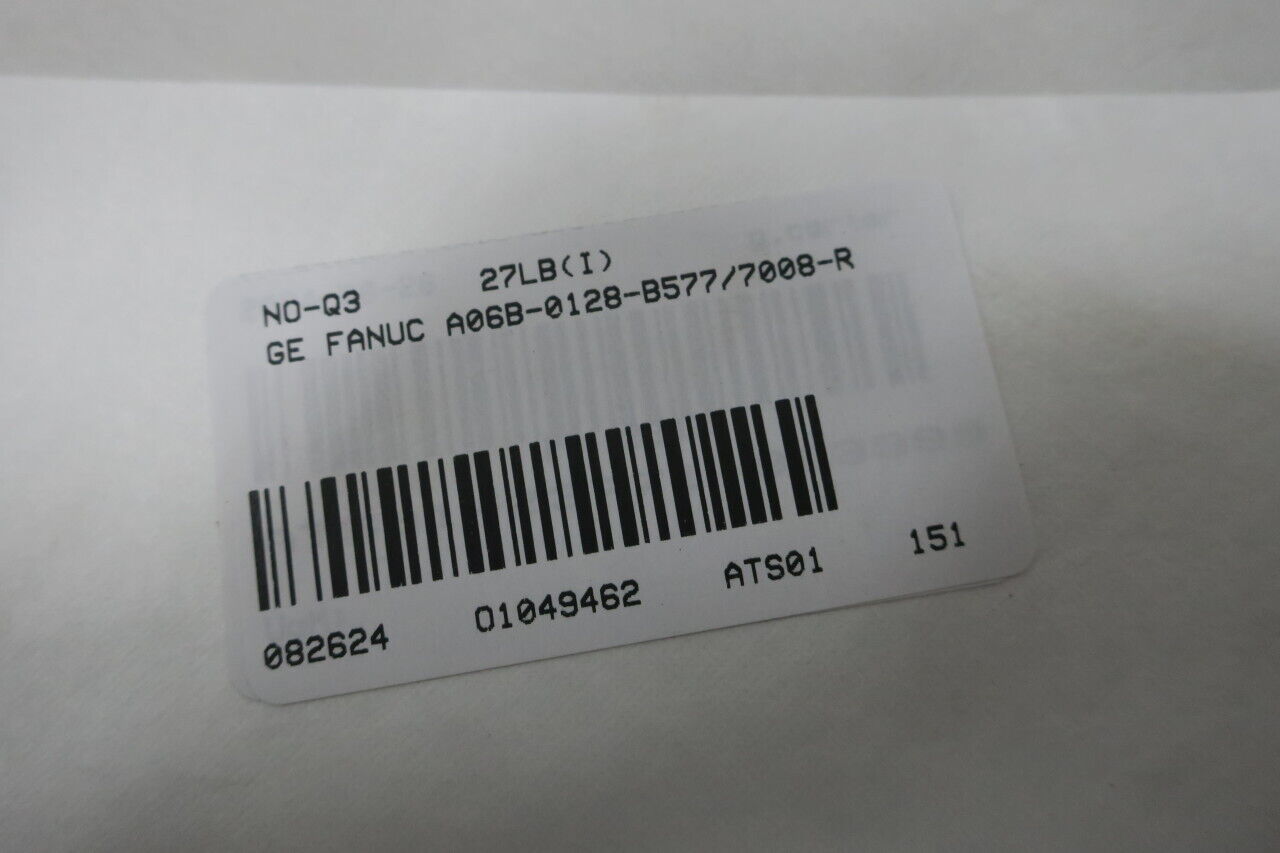 NO-Q3 27LB(I)
GE FANUC A06B-0128-B577/7008-R
082624 01049462 ATS01 151